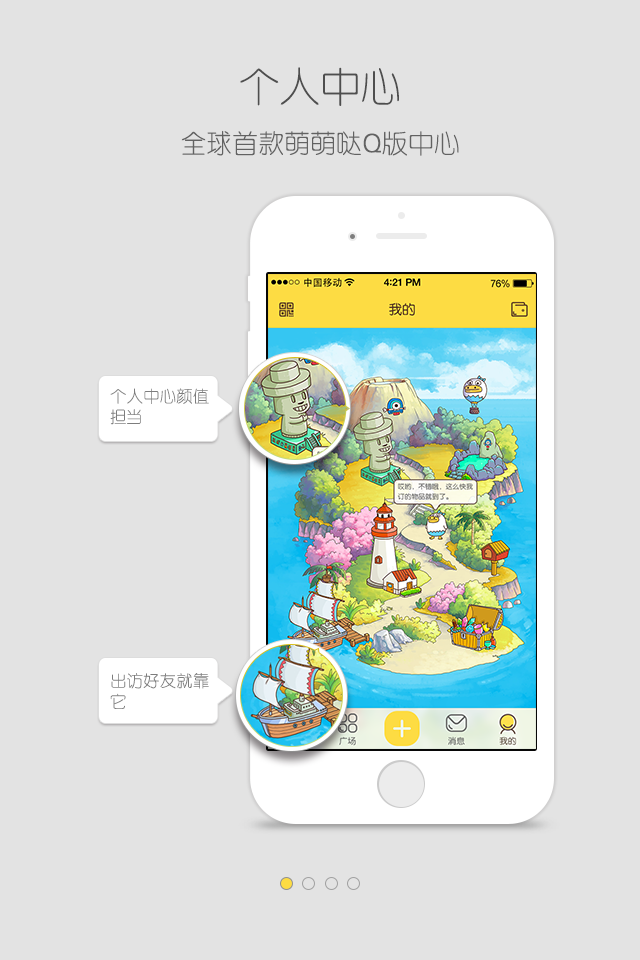 个人中心
全球首款萌萌哒Q版中心
中国移动
4:21 PM
76%
我的
个人中心颜值
担当
哎哟，不错哦，这么快我
订的物品就到了。
出访好友就靠
它
广场
消息
我的